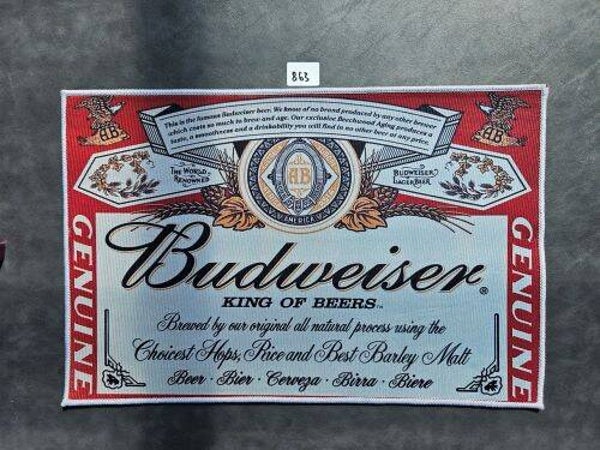 863
This is the famous Budweiser beer. We know of no brand produced by any other brewer
which costs so much to brew and age. Our exclusive Beechwood Aging produces a
taste, a smoothness and a drinkability you will find in no other beer at any price.
AB
AB
THE WORLD
RENOWNED
AB
AMERICA
BUDWEISER
LAGER BEER
GENUINE
GENUINE
Budweiser®
KING OF BEERS™
Brewed by our original all natural process using the
Choicest Hops, Rice and Best Barley Malt
Beer · Bier · Cerveza · Birra · Biere